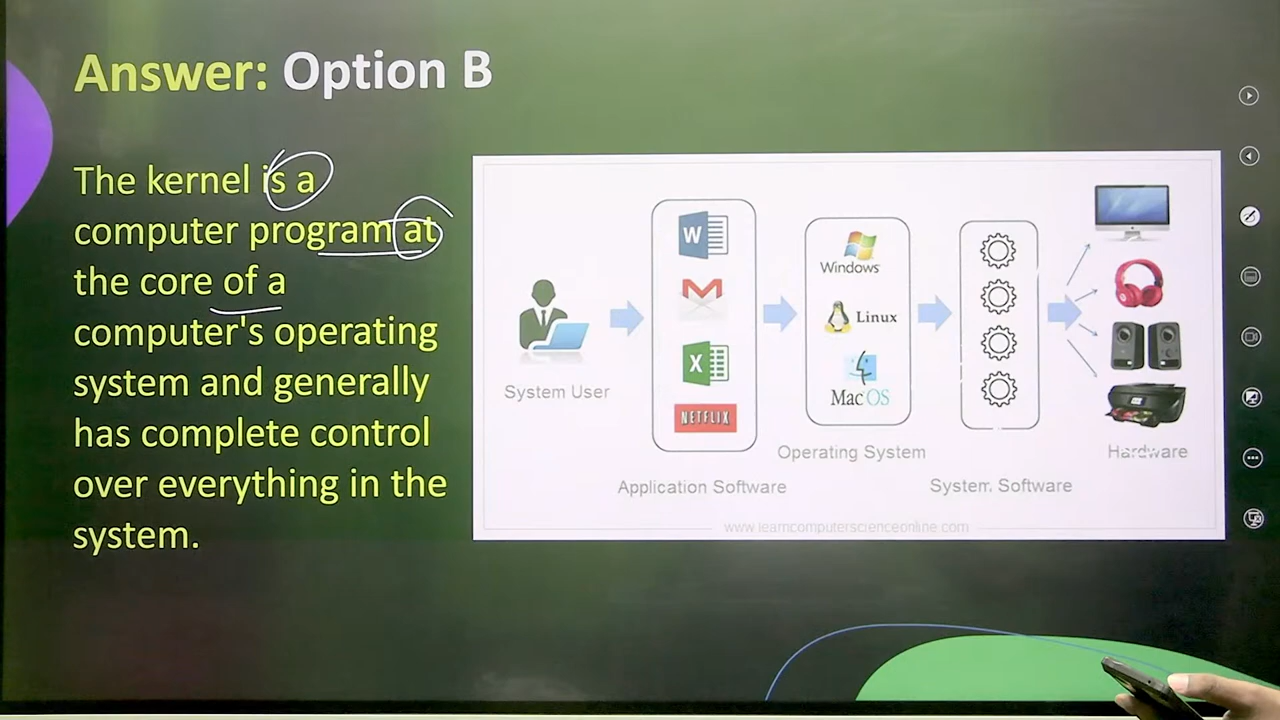 Answer: Option B
The kernel is a
computer program at
the core of a
computer's operating
system and generally
has complete control
over everything in the
system.
W
X
NETFLIX
Windows
Linux
Mac OS
System User
Application Software
Operating System
System Software
Hardware
www.learncomputerscienceonline.com